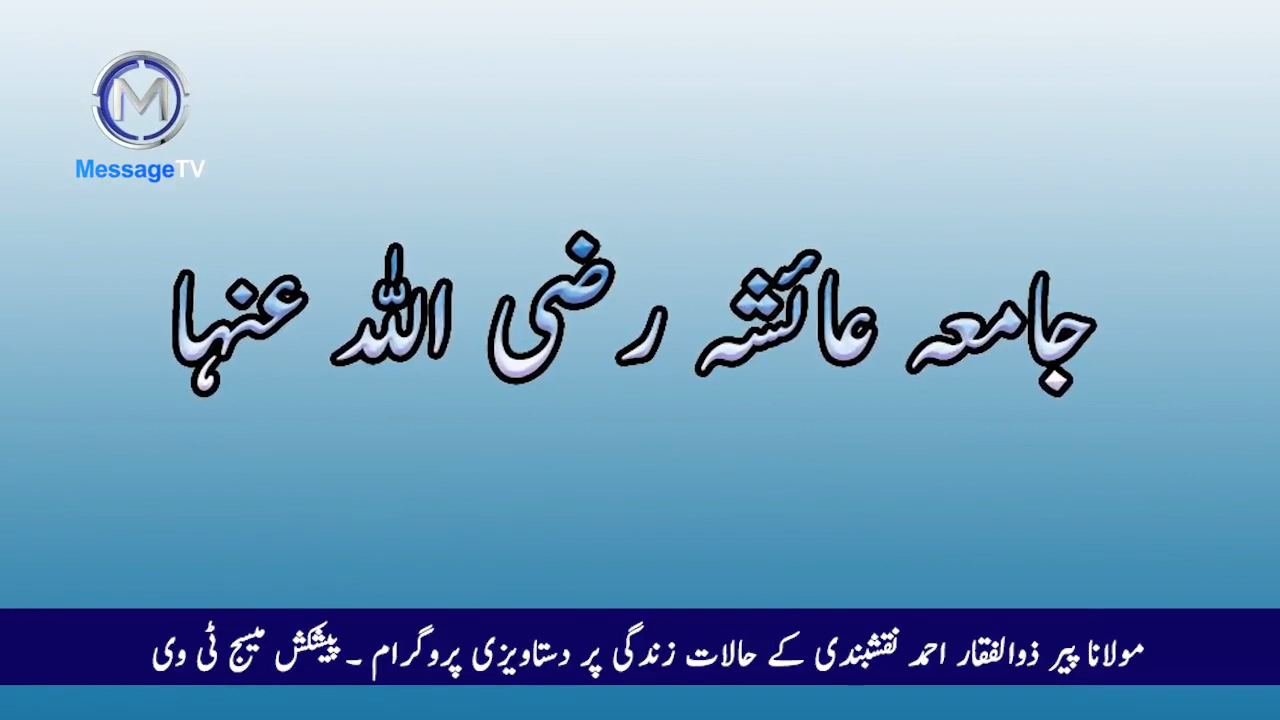 MessageTV
جامعہ عائشہ رضی اللہ عنہا
مولانا پیر ذوالفقار احمد نقشبندی کے حالات زندگی پر دستاویزی پروگرام ۔ پیشکش میسج ٹی وی